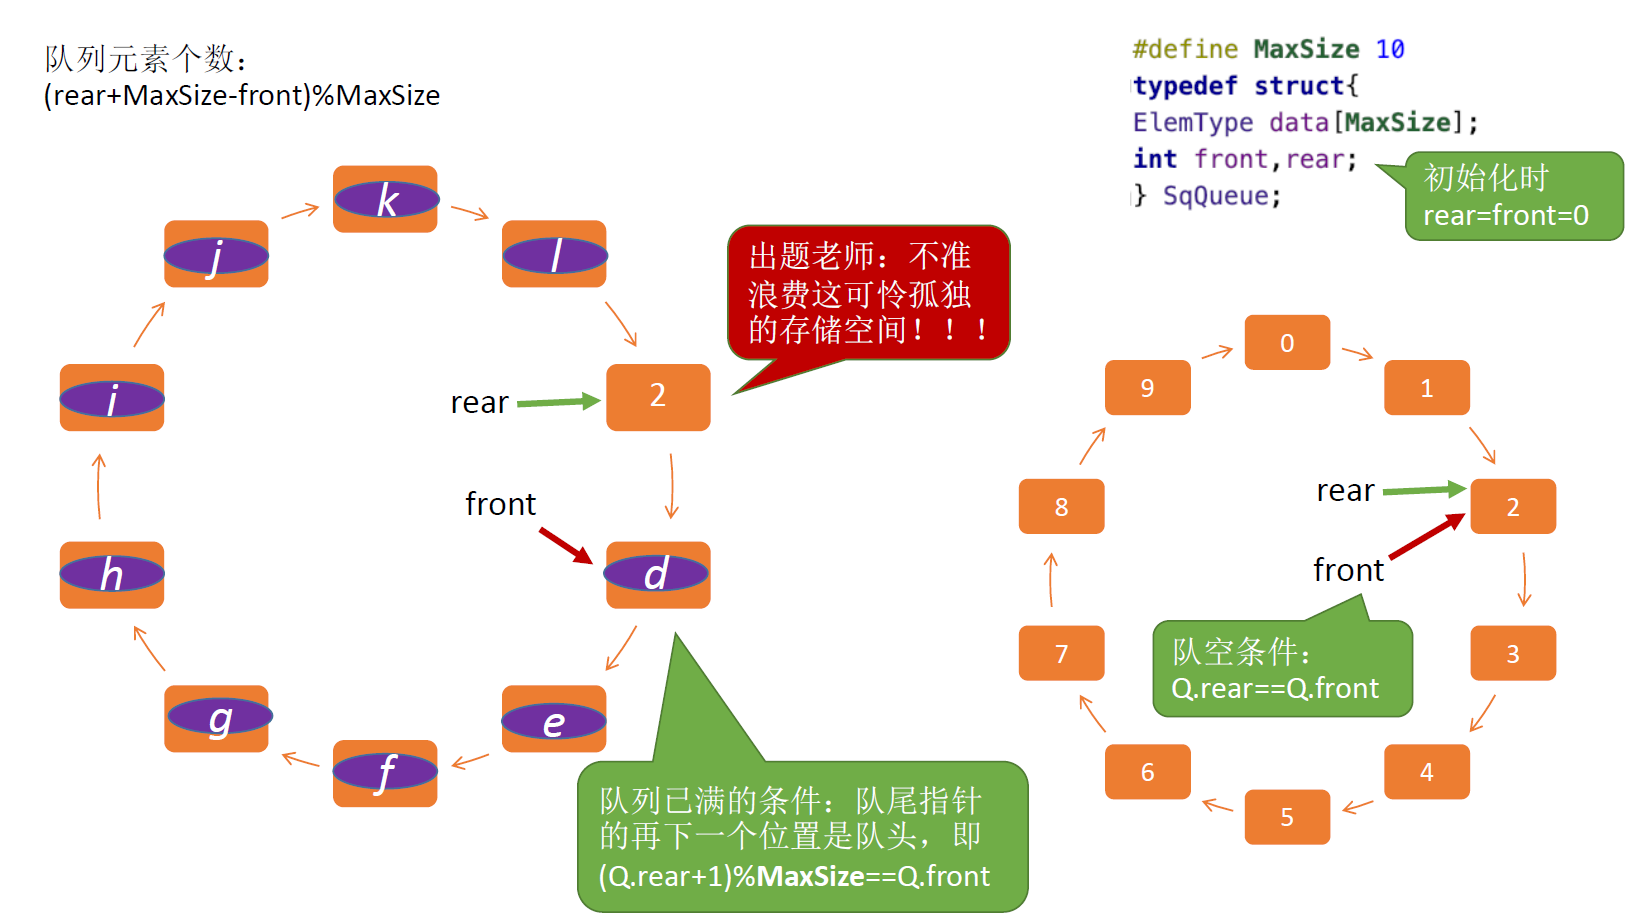 队列元素个数：
(rear+MaxSize-front)%MaxSize
#define MaxSize 10
typedef struct{
ElemType data[MaxSize];
int front,rear;
} SqQueue;
初始化时
rear=front=0
k
j
l
i
2
h
d
g
e
f
rear
front
出题老师：不准
浪费这可怜孤独
的存储空间！！！
队列已满的条件：队尾指针
的再下一个位置是队头，即
(Q.rear+1)%MaxSize==Q.front
0
9
1
8
2
7
3
6
4
5
rear
front
队空条件：
Q.rear==Q.front